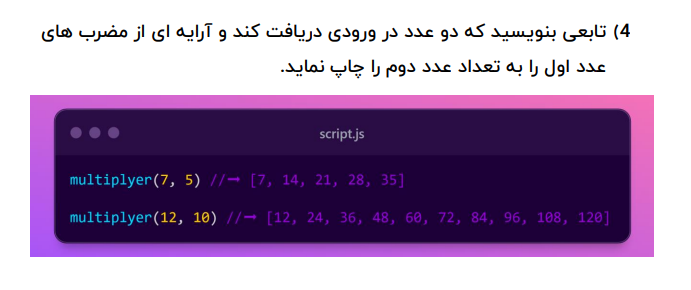 4) تابعی بنویسید که دو عدد در ورودی دریافت کند و آرایه ای از مضرب های
عدد اول را به تعداد عدد دوم را چاپ نماید.
script.js
multiplyer(7, 5) //→ [7, 14, 21, 28, 35]
multiplyer(12, 10) //→ [12, 24, 36, 48, 60, 72, 84, 96, 108, 120]